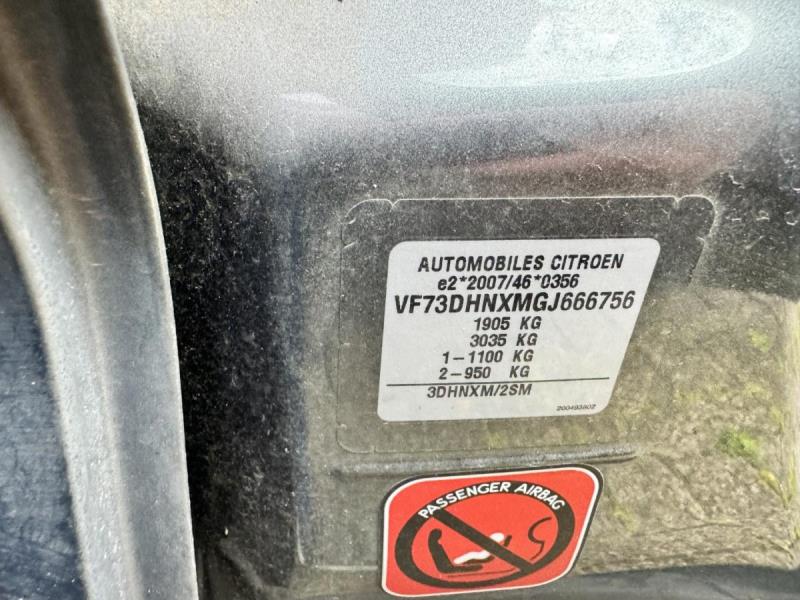 AUTOMOBILES CITROEN
e2*2007/46*0356
VF73DHNXMGJ666756
1905 KG
3035 KG
1-1100 KG
2-950 KG
3DHNXM/2SM
PASSENGER AIRBAG